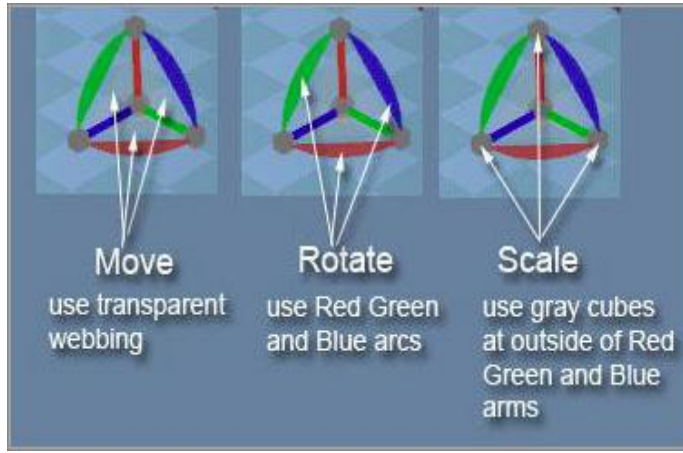 Move
use transparent
webbing
Rotate
use Red Green
and Blue arcs
Scale
use gray cubes
at outside of Red
Green and Blue
arms